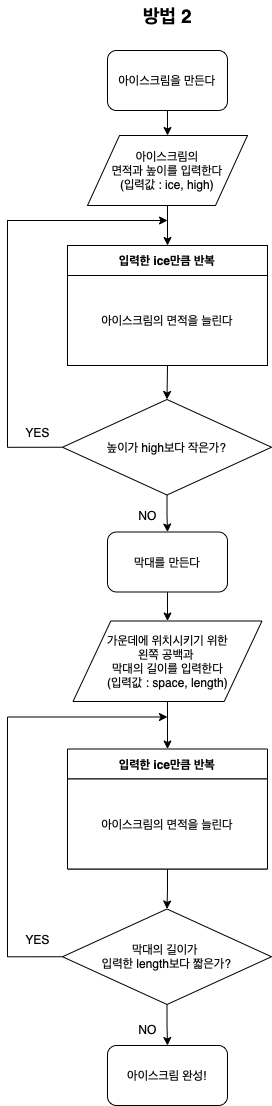 방법 2
아이스크림을 만든다
아이스크림의
면적과 높이를 입력한다
(입력값 : ice, high)
입력한 ice만큼 반복
아이스크림의 면적을 늘린다
YES
높이가 high보다 작은가?
NO
막대를 만든다
가운데에 위치시키기 위한
왼쪽 공백과
막대의 길이를 입력한다
(입력값 : space, length)
입력한 ice만큼 반복
아이스크림의 면적을 늘린다
YES
막대의 길이가
입력한 length보다 짧은가?
NO
아이스크림 완성!